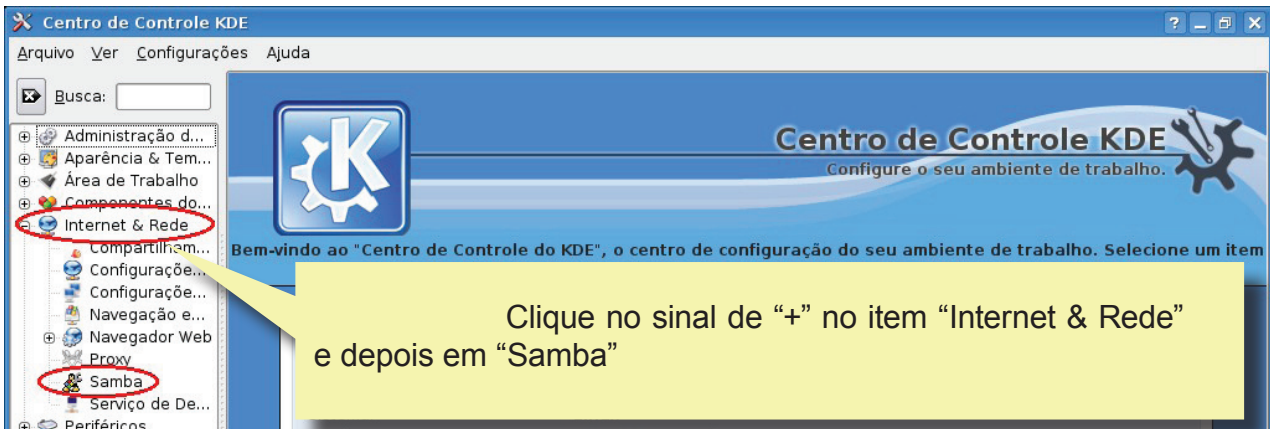 Centro de Controle KDE
Arquivo Ver Configurações Ajuda
Busca:
Administração d...
Aparência & Tem...
Área de Trabalho
Componentes do...
Internet & Rede
Compartilham...
Configuraçõe...
Configuraçõe...
Navegação e...
Navegador Web
Proxy
Samba
Serviço de De...
Periféricos
Centro de Controle KDE
Configure o seu ambiente de trabalho.
Bem-vindo ao "Centro de Controle do KDE", o centro de configuração do seu ambiente de trabalho. Selecione um item
Clique no sinal de “+” no item “Internet & Rede”
e depois em “Samba”